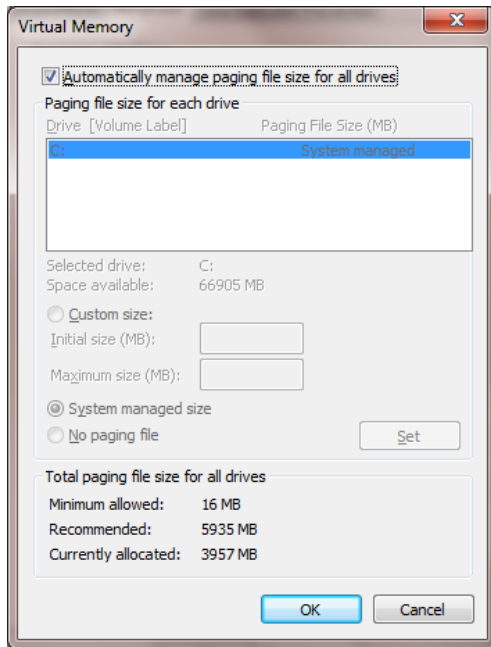 Virtual Memory
Automatically manage paging file size for all drives
Paging file size for each drive
Drive [Volume Label] Paging File Size (MB)
C: System managed
Selected drive: C:
Space available: 66905 MB
Custom size:
Initial size (MB):
Maximum size (MB):
System managed size
No paging file
Set
Total paging file size for all drives
Minimum allowed: 16 MB
Recommended: 5935 MB
Currently allocated: 3957 MB
OK Cancel